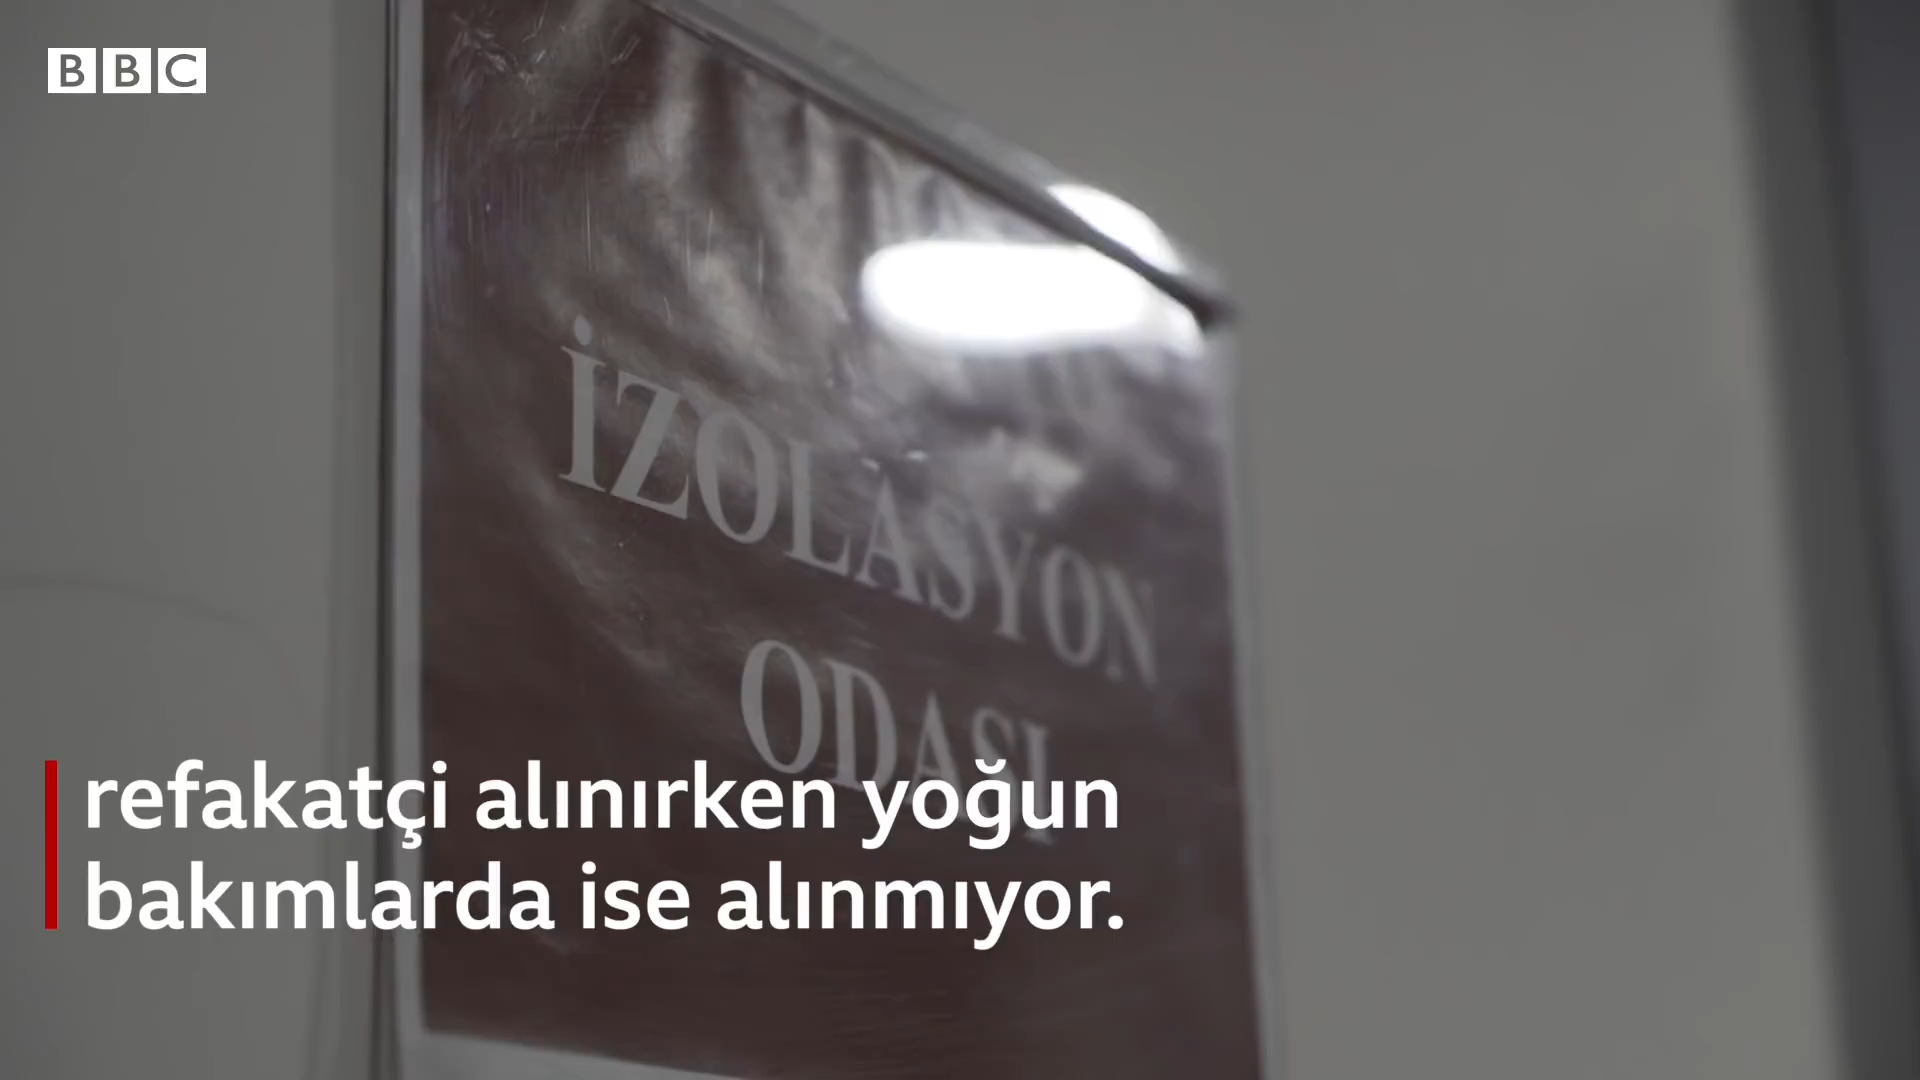 BBC
İZOLASYON
ODASI
refakatçi alınırken yoğun
bakımlarda ise alınmıyor.